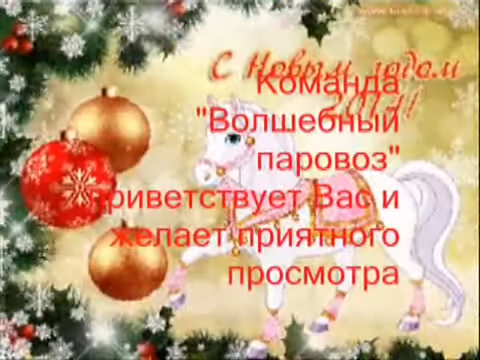 С Новым годом
2014!
Команда
"Волшебный
паровоз"
приветствует Вас и
желает приятного
просмотра